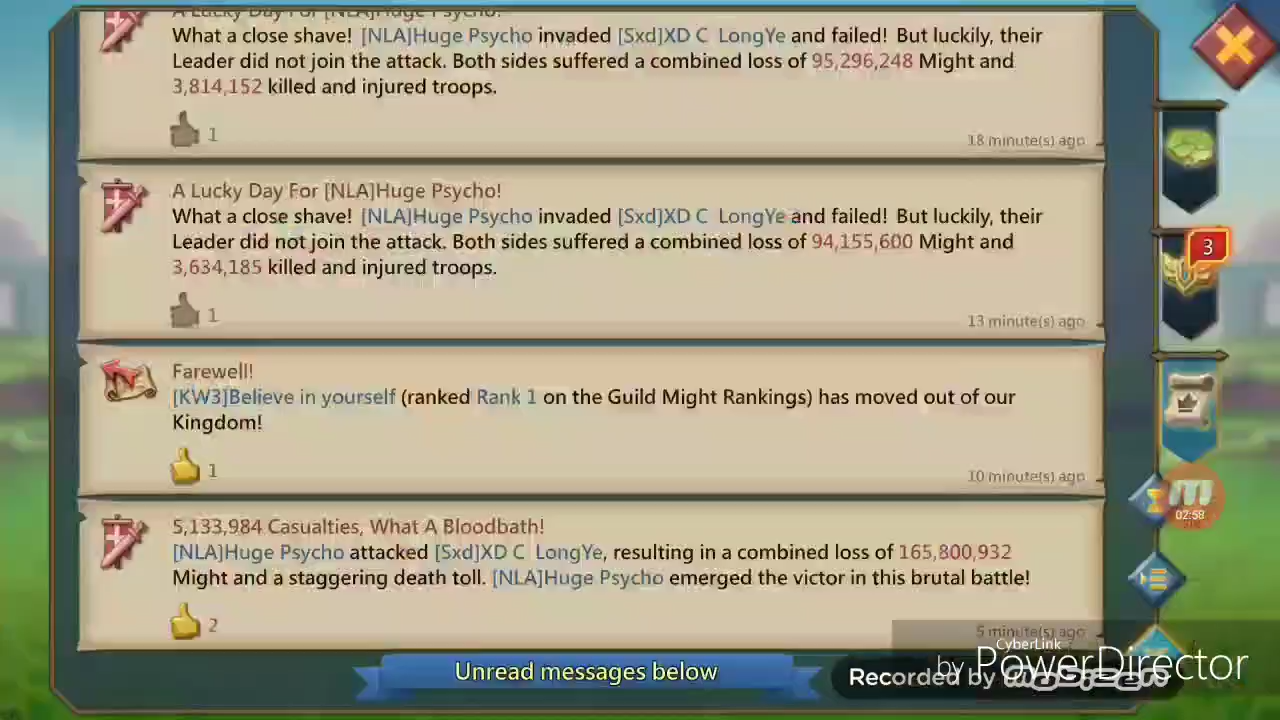 A Lucky Day For [NLA]Huge Psycho!
What a close shave! [NLA]Huge Psycho invaded [Sxd]XD C LongYe and failed! But luckily, their
Leader did not join the attack. Both sides suffered a combined loss of 95,296,248 Might and
3,814,152 killed and injured troops.
1
18 minute(s) ago
A Lucky Day For [NLA]Huge Psycho!
What a close shave! [NLA]Huge Psycho invaded [Sxd]XD C LongYe and failed! But luckily, their
Leader did not join the attack. Both sides suffered a combined loss of 94,155,600 Might and
3,634,185 killed and injured troops.
3
1
13 minute(s) ago
Farewell!
[KW3]Believe in yourself (ranked Rank 1 on the Guild Might Rankings) has moved out of our
Kingdom!
1
10 minute(s) ago
02:58
5,133,984 Casualties, What A Bloodbath!
[NLA]Huge Psycho attacked [Sxd]XD C LongYe, resulting in a combined loss of 165,800,932
Might and a staggering death toll. [NLA]Huge Psycho emerged the victor in this brutal battle!
2
5 minute(s) ago
Unread messages below
CyberLink
by PowerDirector
Recorded by